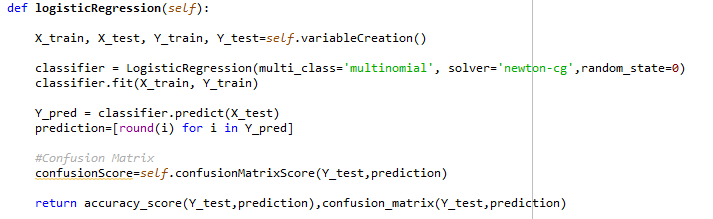 def logisticRegression(self):
X_train, X_test, Y_train, Y_test=self.variableCreation()
classifier = LogisticRegression(multi_class='multinomial', solver='newton-cg',random_state=0)
classifier.fit(X_train, Y_train)
Y_pred = classifier.predict(X_test)
prediction=[round(i) for i in Y_pred]
#Confusion Matrix
confusionScore=self.confusionMatrixScore(Y_test,prediction)
return accuracy_score(Y_test,prediction),confusion_matrix(Y_test,prediction)